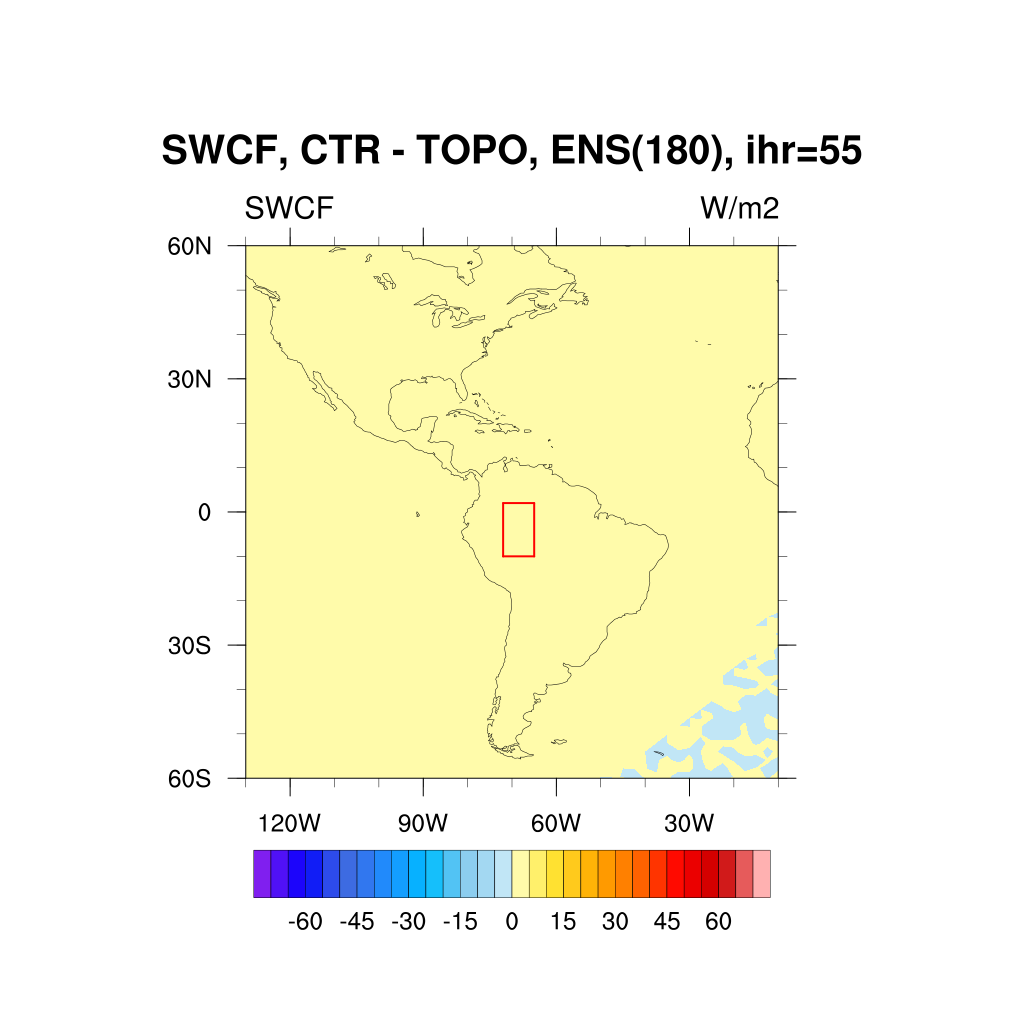 SWCF, CTR - TOPO, ENS(180), ihr=55
SWCF W/m2
60N
30N
0
30S
60S
120W 90W 60W 30W
-60 -45 -30 -15 0 15 30 45 60